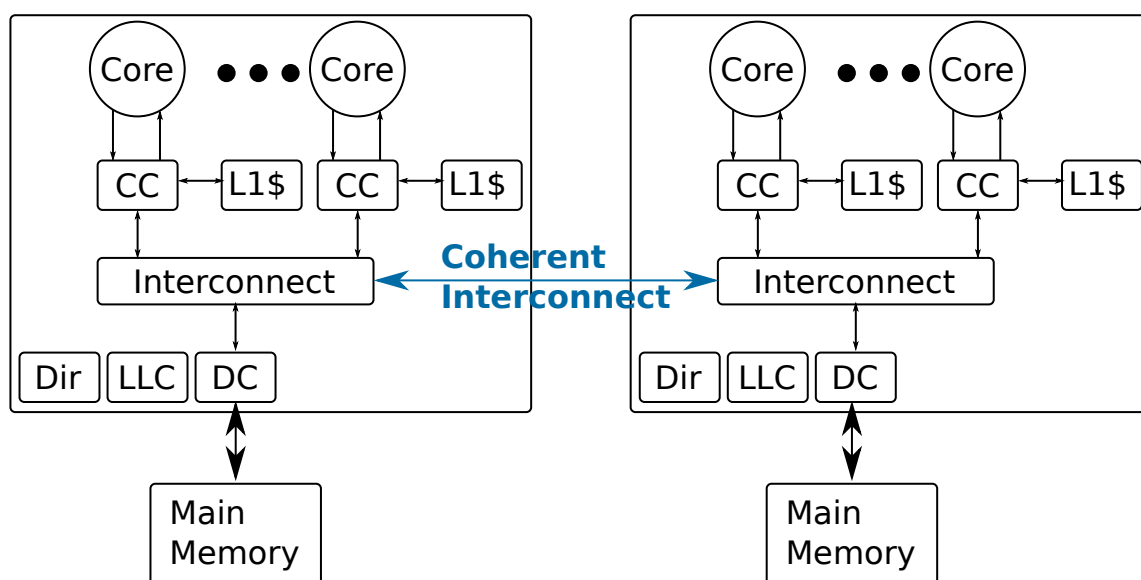 Core Core Core Core
CC L1$ CC L1$ CC L1$ CC L1$
Coherent
Interconnect
Interconnect Interconnect
Dir LLC DC Dir LLC DC
Main Main
Memory Memory